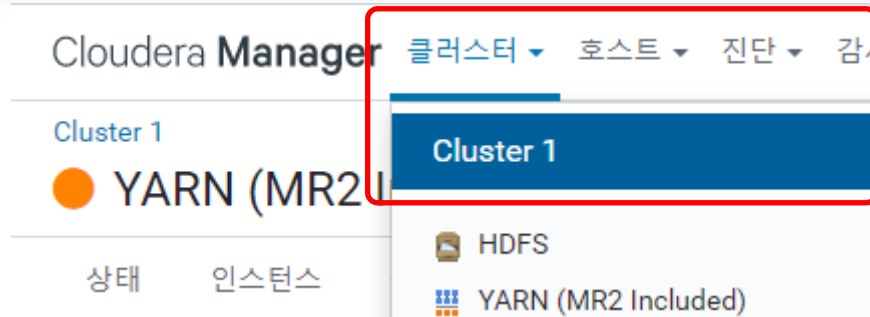 Cloudera Manager 클러스터 호스트 진단
Cluster 1
Cluster 1
YARN (MR2
HDFS
상태 인스턴스
YARN (MR2 Included)